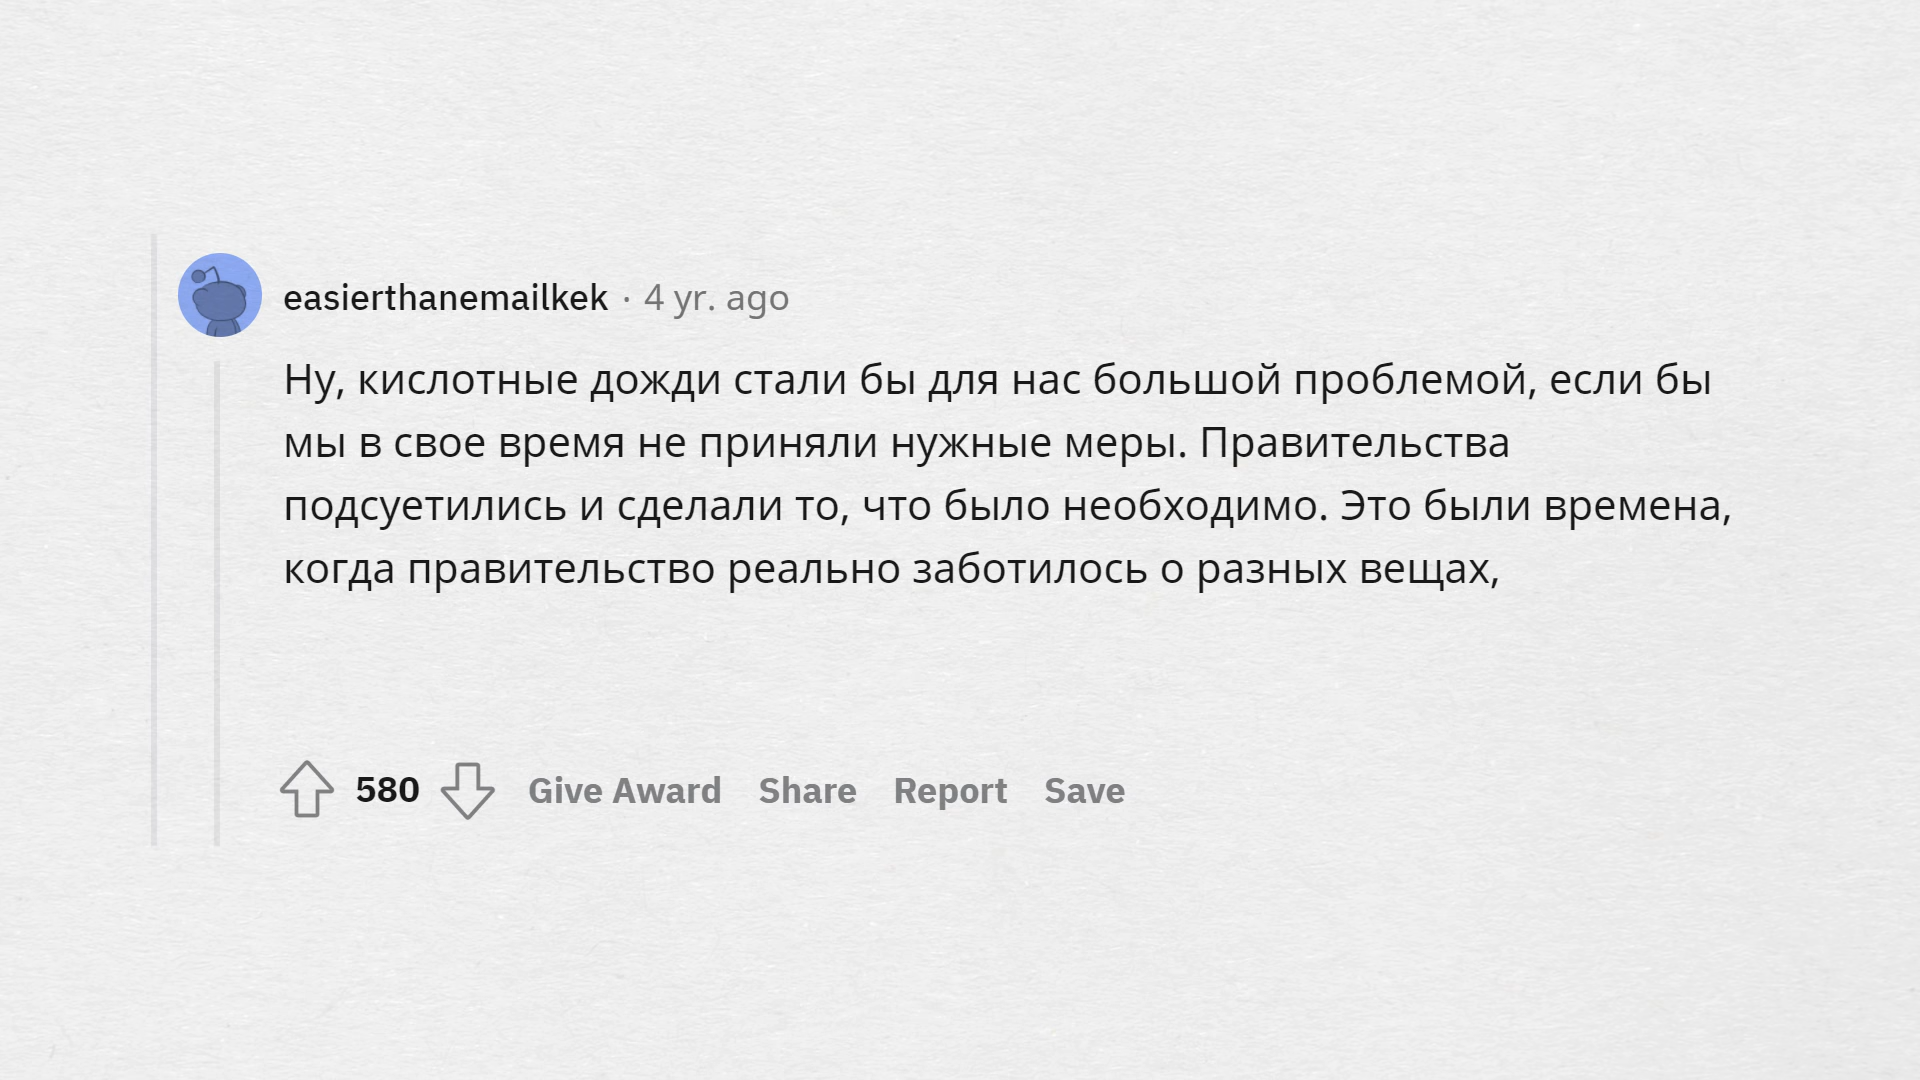 easierthanemailkek · 4 yr. ago
Ну, кислотные дожди стали бы для нас большой проблемой, если бы
мы в свое время не приняли нужные меры. Правительства
подсуетились и сделали то, что было необходимо. Это были времена,
когда правительство реально заботилось о разных вещах,
580 Give Award Share Report Save